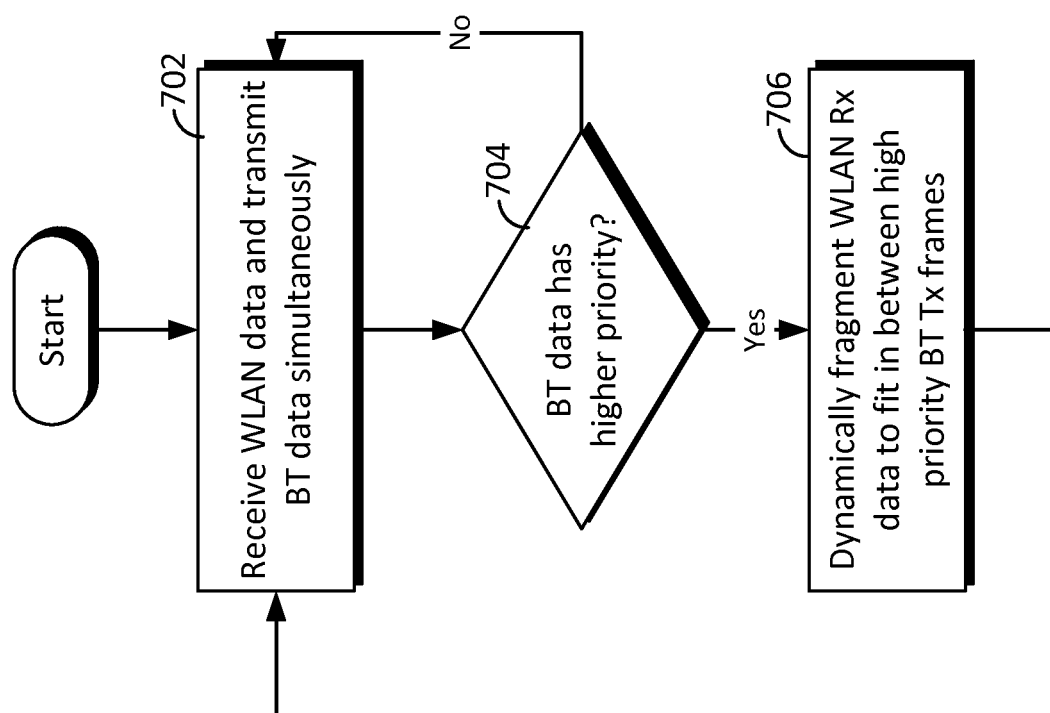 Start
702
Receive WLAN data and transmit
BT data simultaneously
704
BT data has
higher priority?
No
Yes
706
Dynamically fragment WLAN Rx
data to fit in between high
priority BT Tx frames